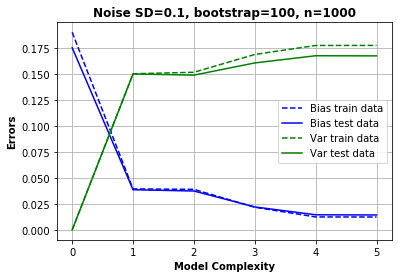 Noise SD=0.1, bootstrap=100, n=1000
0.175
0.150
0.125
0.100
0.075
0.050
0.025
0.000
Errors
Bias train data
Bias test data
Var train data
Var test data
0 1 2 3 4 5
Model Complexity